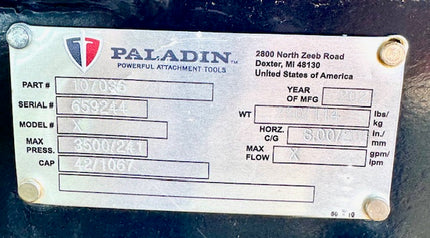 PALADIN™
POWERFUL ATTACHMENT TOOLS
2800 North Zeeb Road
Dexter, MI 48130
United States of America
PART # 107036
SERIAL # 659244
MODEL # X
MAX PRESS. 3500/241
CAP 42/1067
YEAR OF MFG
WT lbs/kg
HORZ. C/G 8.00/ in./mm
MAX FLOW X gpm/lpm